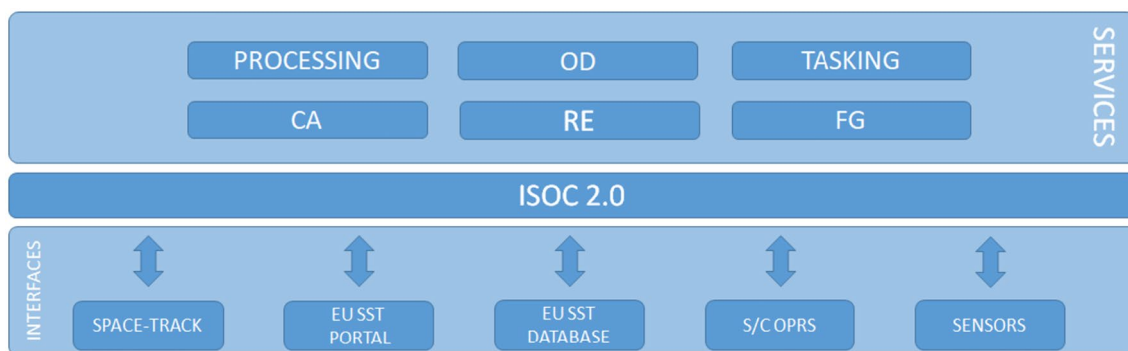 PROCESSING
OD
TASKING
CA
RE
FG
SERVICES
ISOC 2.0
INTERFACES
SPACE-TRACK
EU SST
PORTAL
EU SST
DATABASE
S/C OPRS
SENSORS